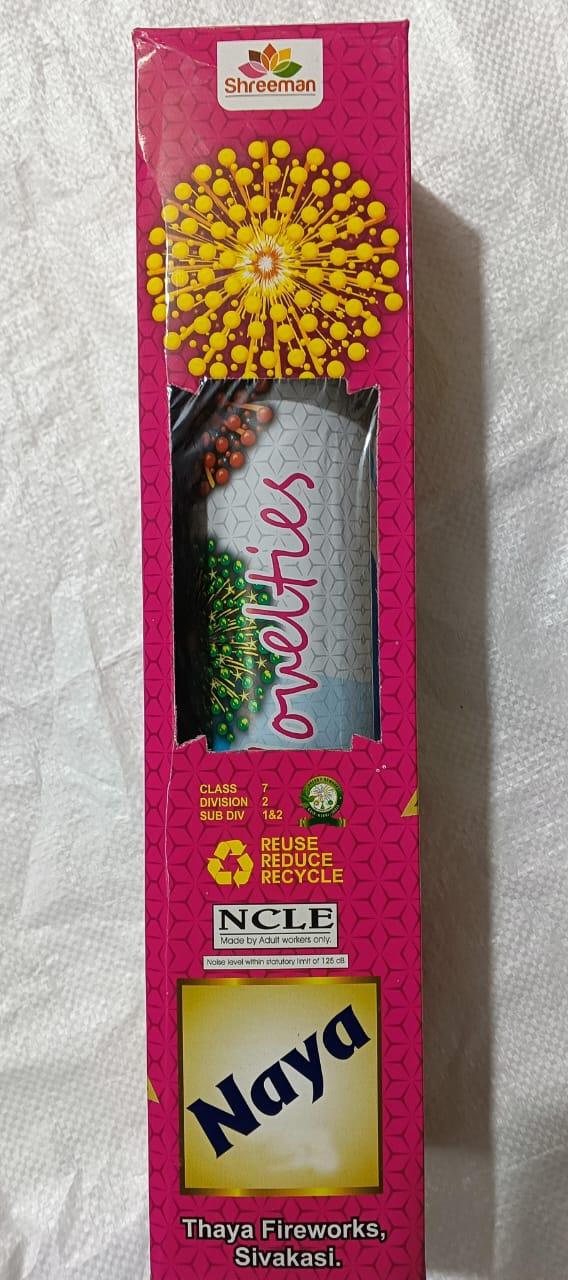 Shreeman
ovelties
CLASS 7
DIVISION 2
SUB DIV 1&2
REUSE
REDUCE
RECYCLE
NCLE
Made by Adult workers only.
Noise level within statutory limit of 125 dB
Naya
Thaya Fireworks,
Sivakasi.